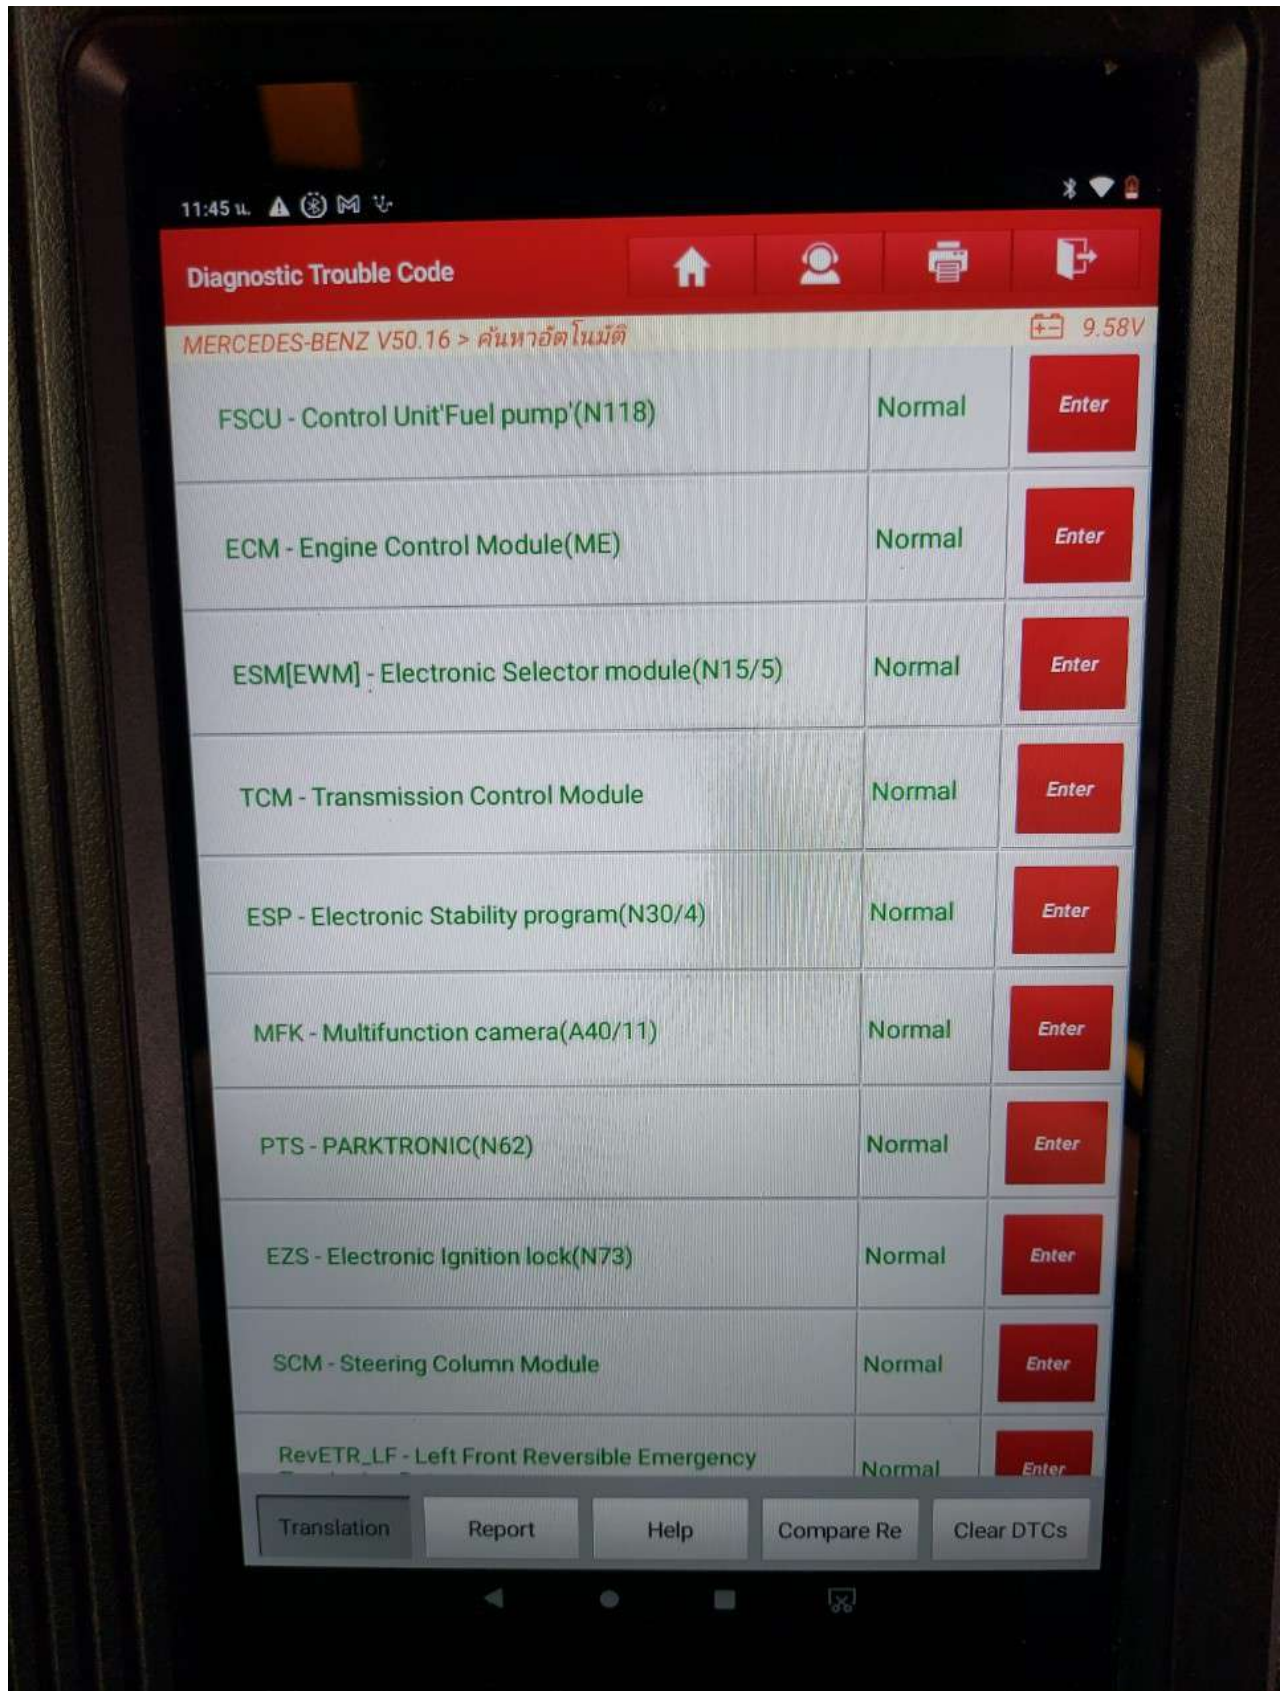 11:45 น.
Diagnostic Trouble Code
MERCEDES-BENZ V50.16 > ค้นหาอัตโนมัติ 9.58V
FSCU - Control Unit'Fuel pump'(N118) Normal Enter
ECM - Engine Control Module(ME) Normal Enter
ESM[EWM] - Electronic Selector module(N15/5) Normal Enter
TCM - Transmission Control Module Normal Enter
ESP - Electronic Stability program(N30/4) Normal Enter
MFK - Multifunction camera(A40/11) Normal Enter
PTS - PARKTRONIC(N62) Normal Enter
EZS - Electronic Ignition lock(N73) Normal Enter
SCM - Steering Column Module Normal Enter
RevETR_LF - Left Front Reversible Emergency Normal Enter
Translation Report Help Compare Re Clear DTCs